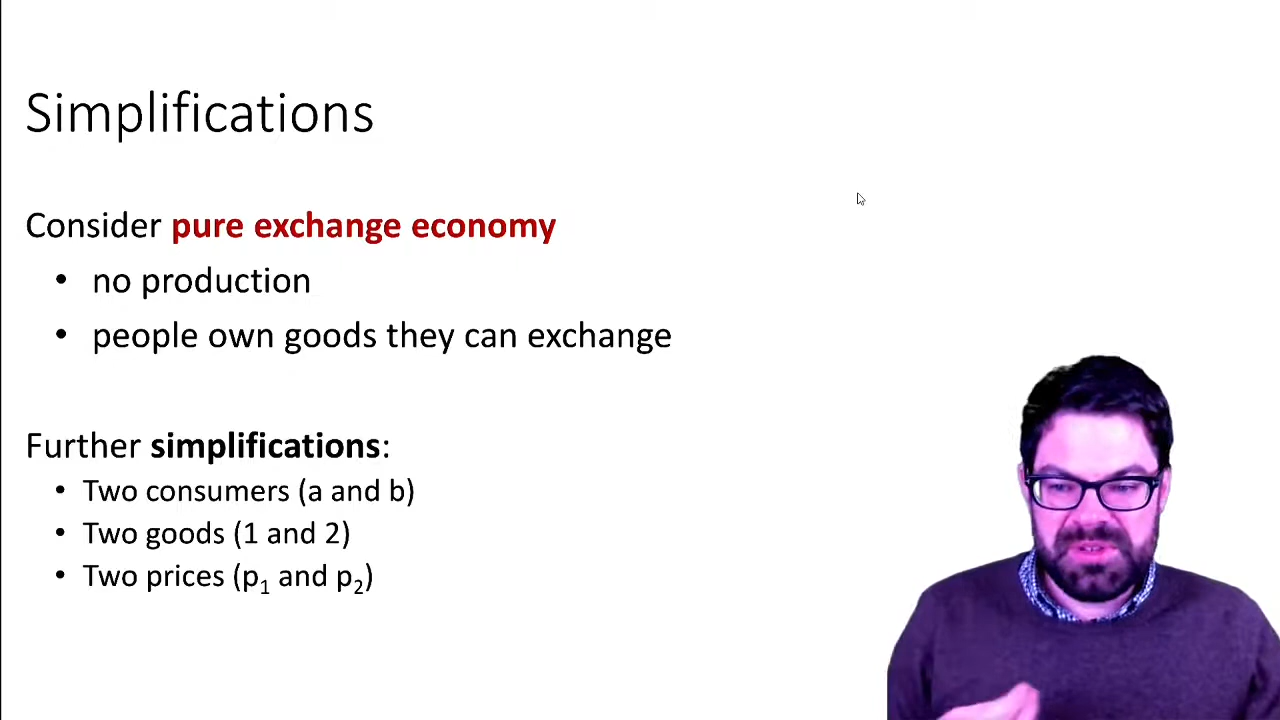 Simplifications
Consider pure exchange economy
• no production
• people own goods they can exchange
Further simplifications:
• Two consumers (a and b)
• Two goods (1 and 2)
• Two prices (p₁ and p₂)